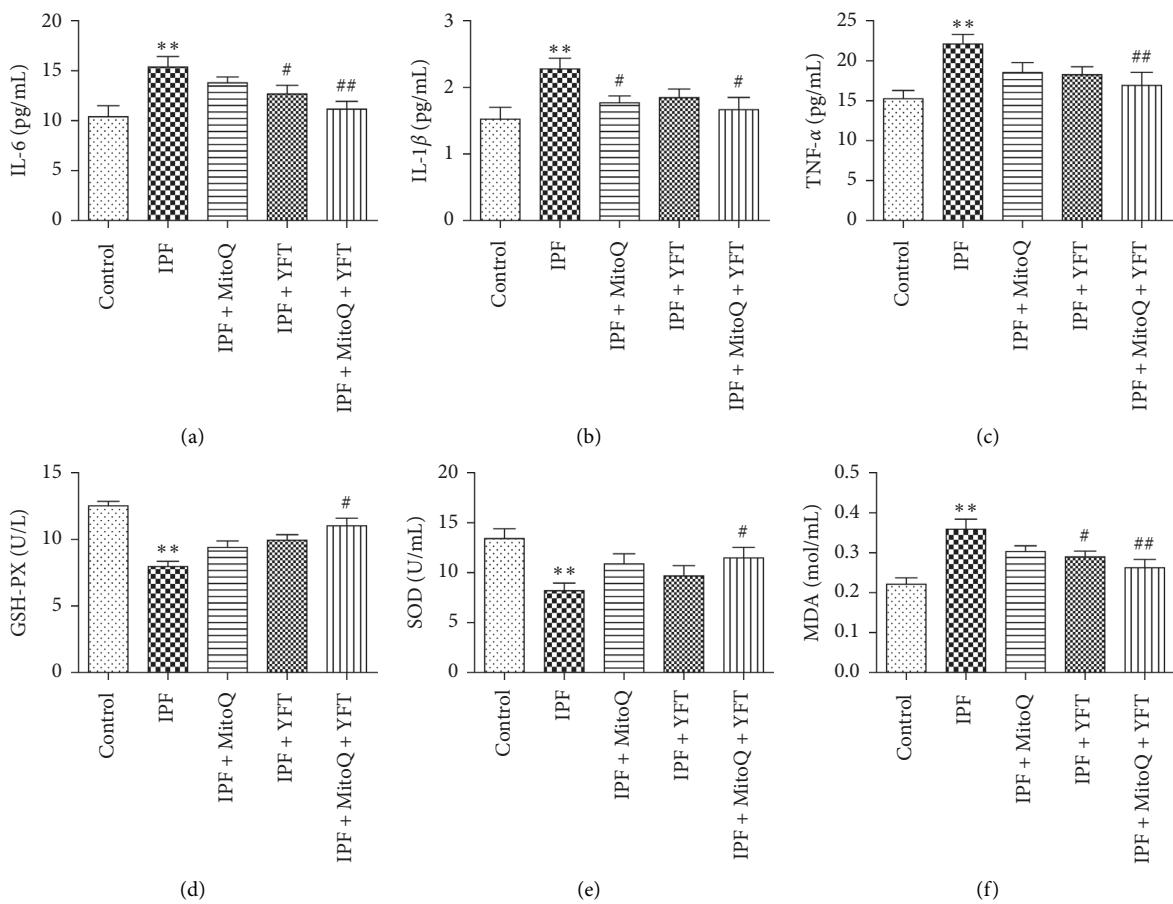 20
15
10
5
0
IL-6 (pg/mL)
**
#
##
Control
IPF
IPF + MitoQ
IPF + YFT
IPF + MitoQ + YFT
(a)
3
2
1
0
IL-1β (pg/mL)
**
#
#
Control
IPF
IPF + MitoQ
IPF + YFT
IPF + MitoQ + YFT
(b)
25
20
15
10
5
0
TNF-α (pg/mL)
**
##
Control
IPF
IPF + MitoQ
IPF + YFT
IPF + MitoQ + YFT
(c)
15
10
5
0
GSH-PX (U/L)
**
#
Control
IPF
IPF + MitoQ
IPF + YFT
IPF + MitoQ + YFT
(d)
20
15
10
5
0
SOD (U/mL)
**
#
Control
IPF
IPF + MitoQ
IPF + YFT
IPF + MitoQ + YFT
(e)
0.5
0.4
0.3
0.2
0.1
0.0
MDA (mol/mL)
**
#
##
Control
IPF
IPF + MitoQ
IPF + YFT
IPF + MitoQ + YFT
(f)